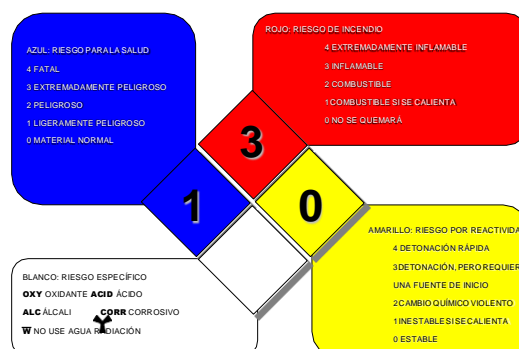 AZUL: RIESGO PARA LA SALUD
4 FATAL
3 EXTREMADAMENTE PELIGROSO
2 PELIGROSO
1 LIGERAMENTE PELIGROSO
0 MATERIAL NORMAL
ROJO: RIESGO DE INCENDIO
4 EXTREMADAMENTE INFLAMABLE
3 INFLAMABLE
2 COMBUSTIBLE
1 COMBUSTIBLE SI SE CALIENTA
0 NO SE QUEMARÁ
3
1
0
BLANCO: RIESGO ESPECÍFICO
OXY OXIDANTE ACID ÁCIDO
ALC ÁLCALI CORR CORROSIVO
W NO USE AGUA RADIACIÓN
AMARILLO: RIESGO POR REACTIVIDA
4 DETONACIÓN RÁPIDA
3 DETONACIÓN, PERO REQUIER
UNA FUENTE DE INICIO
2 CAMBIO QUÍMICO VIOLENTO
1 INESTABLE SI SE CALIENTA
0 ESTABLE